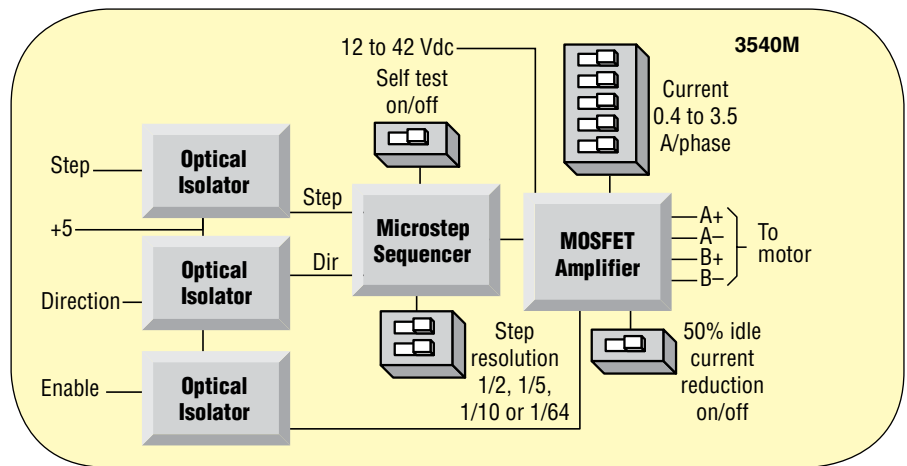 3540M
12 to 42 Vdc
Self test
on/off
Current
0.4 to 3.5
A/phase
Step
Optical
Isolator
Step
+5
Microstep
Sequencer
MOSFET
Amplifier
A+
A–
B+
B–
To
motor
Direction
Optical
Isolator
Dir
Step
resolution
1/2, 1/5,
1/10 or 1/64
50% idle
current
reduction
on/off
Enable
Optical
Isolator